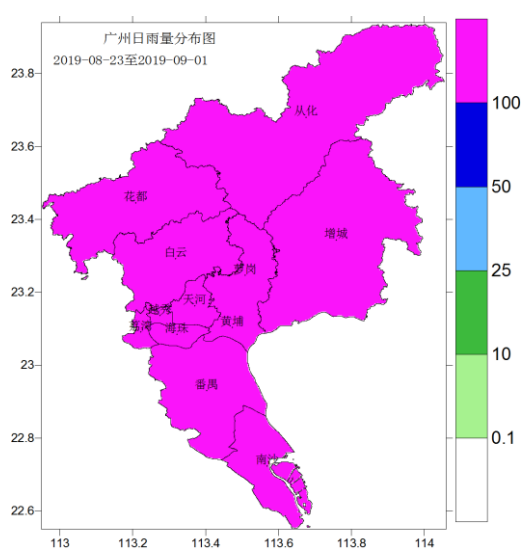 广州日雨量分布图
2019-08-23至2019-09-01
23.8
23.6
23.4
23.2
23
22.8
22.6
113
113.2
113.4
113.6
113.8
114
从化
花都
增城
白云
萝岗
天河
越秀
荔湾
海珠
黄埔
番禺
南沙
100
50
25
10
0.1